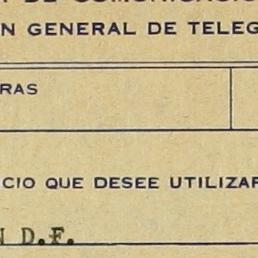 N GENERAL DE TELEG
RAS
CIO QUE DESEE UTILIZAR
N D.F.